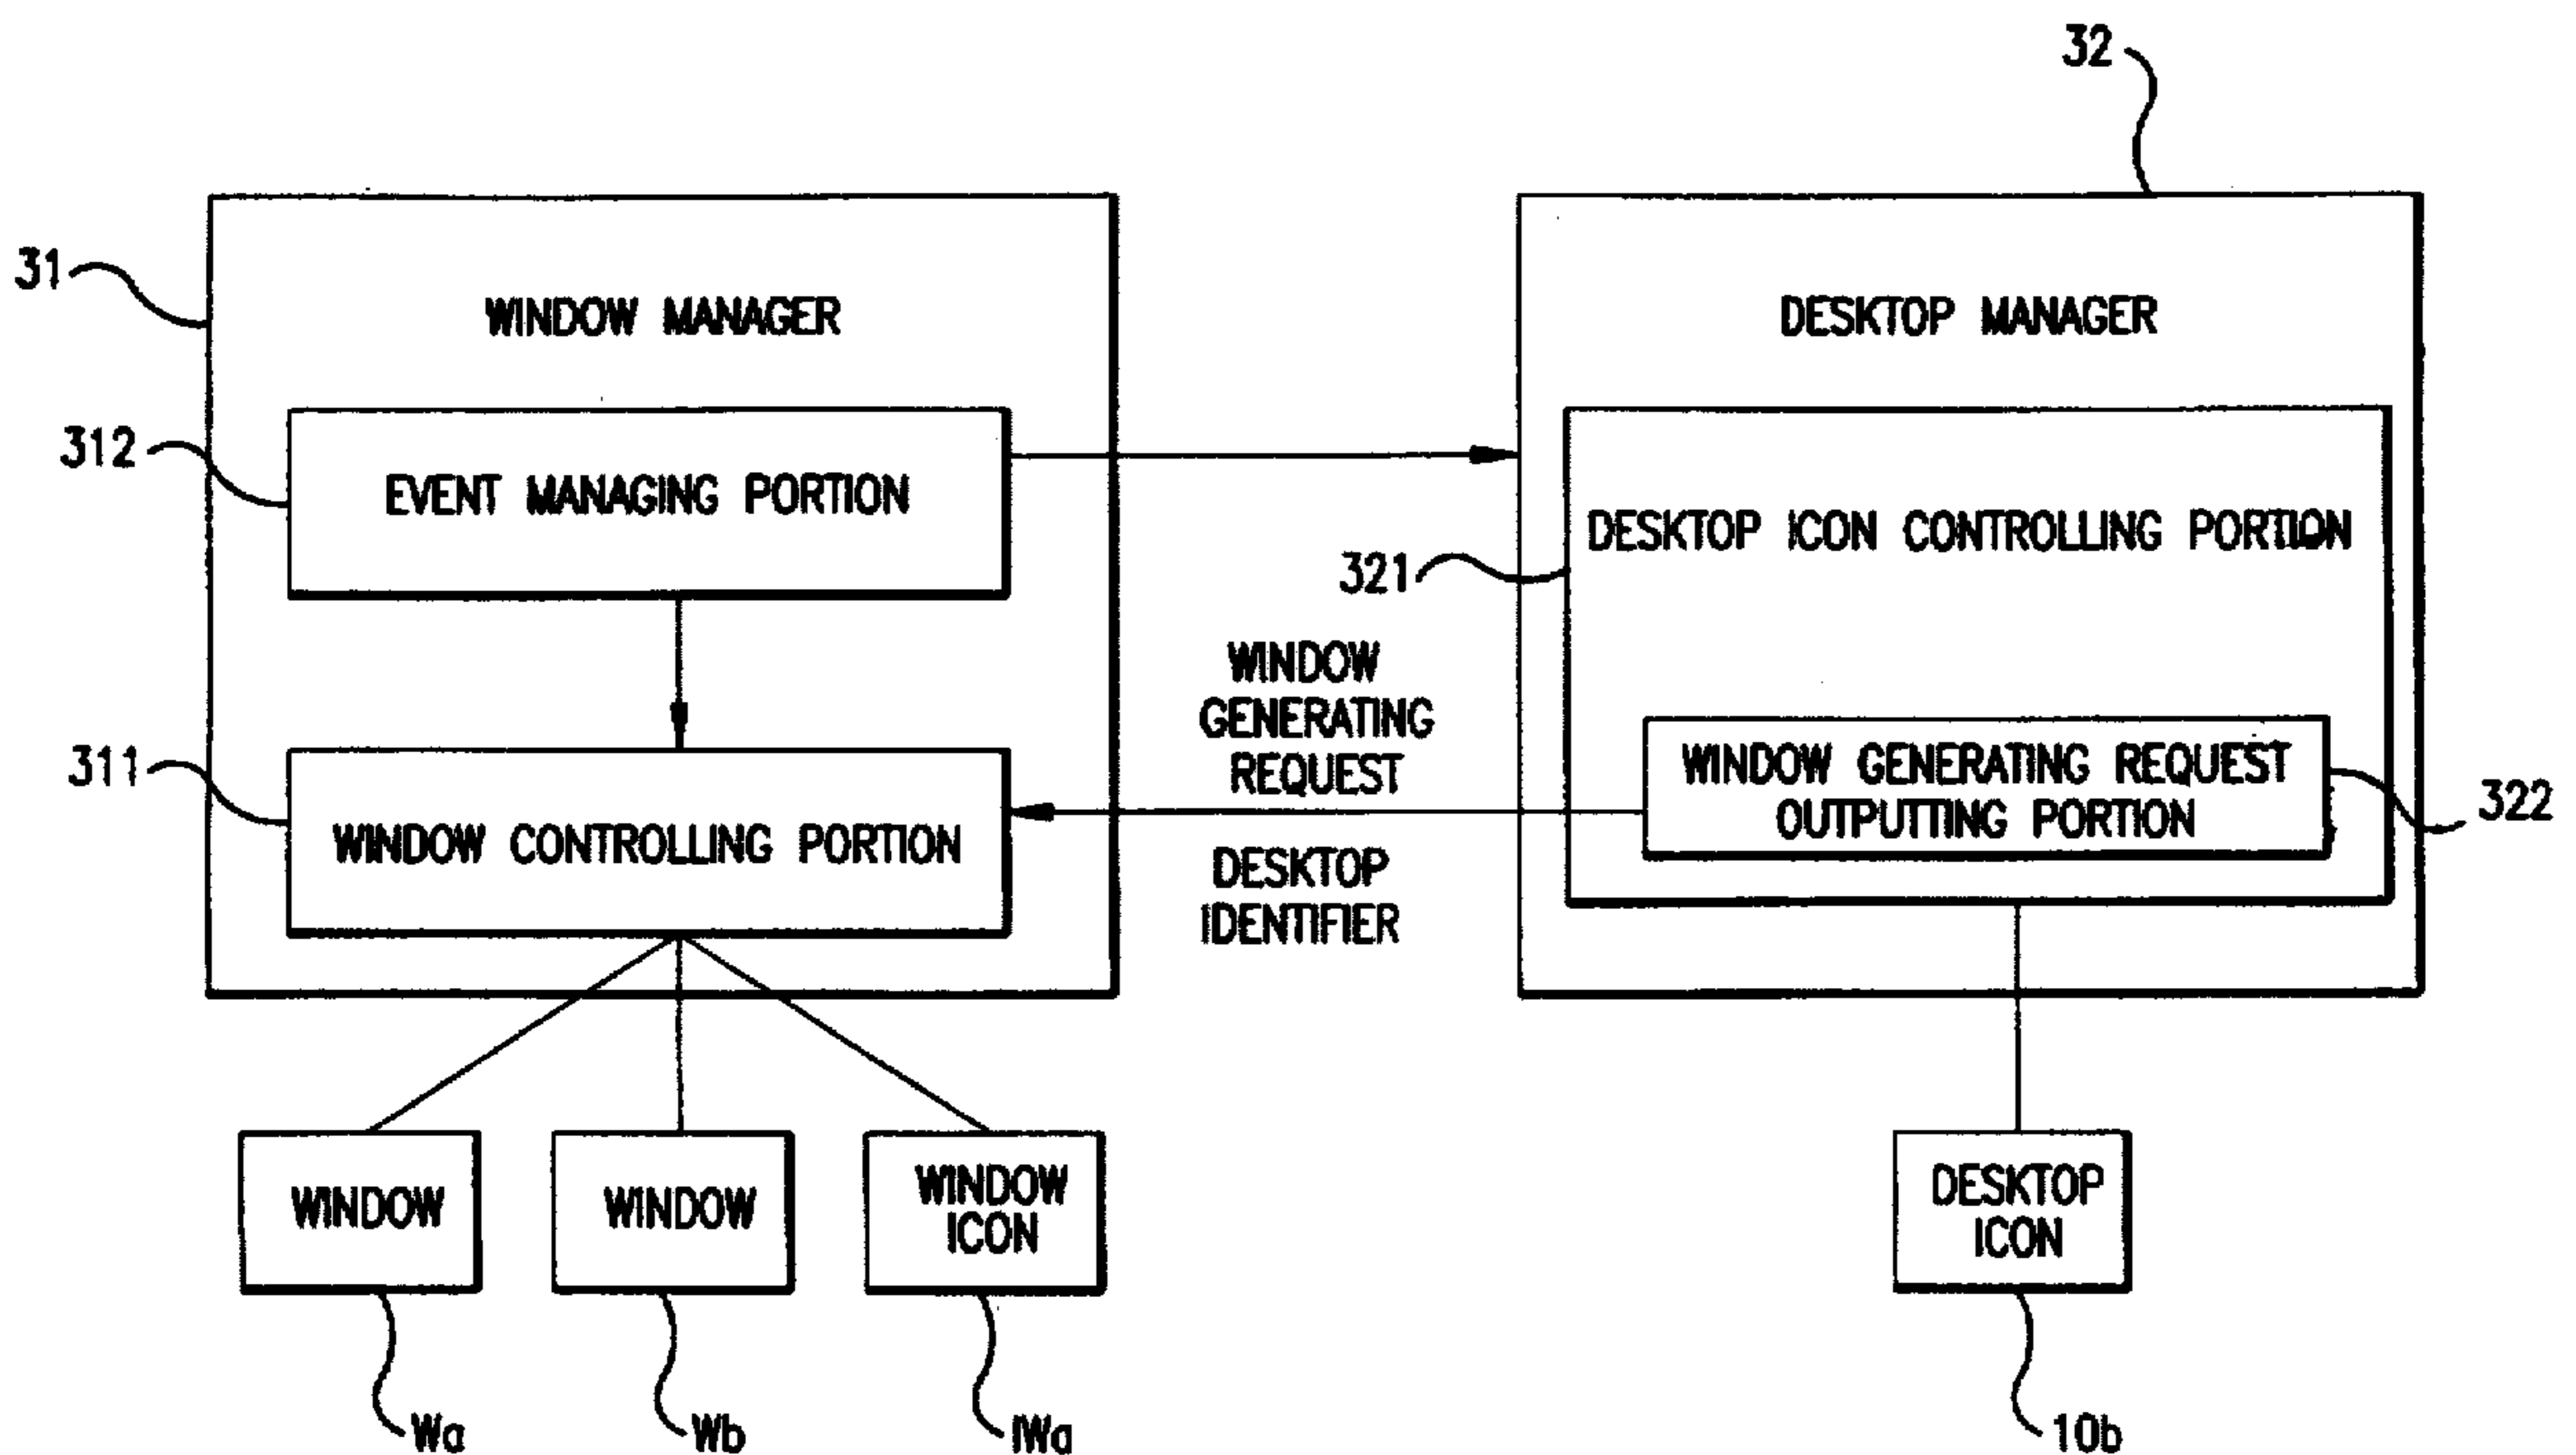 32
31
WINDOW MANAGER
DESKTOP MANAGER
312
EVENT MANAGING PORTION
DESKTOP ICON CONTROLLING PORTION
321
WINDOW
GENERATING
REQUEST
311
WINDOW CONTROLLING PORTION
WINDOW GENERATING REQUEST
OUTPUTTING PORTION
322
DESKTOP
IDENTIFIER
WINDOW
WINDOW
WINDOW
ICON
DESKTOP
ICON
Wa
Wb
IWa
10b